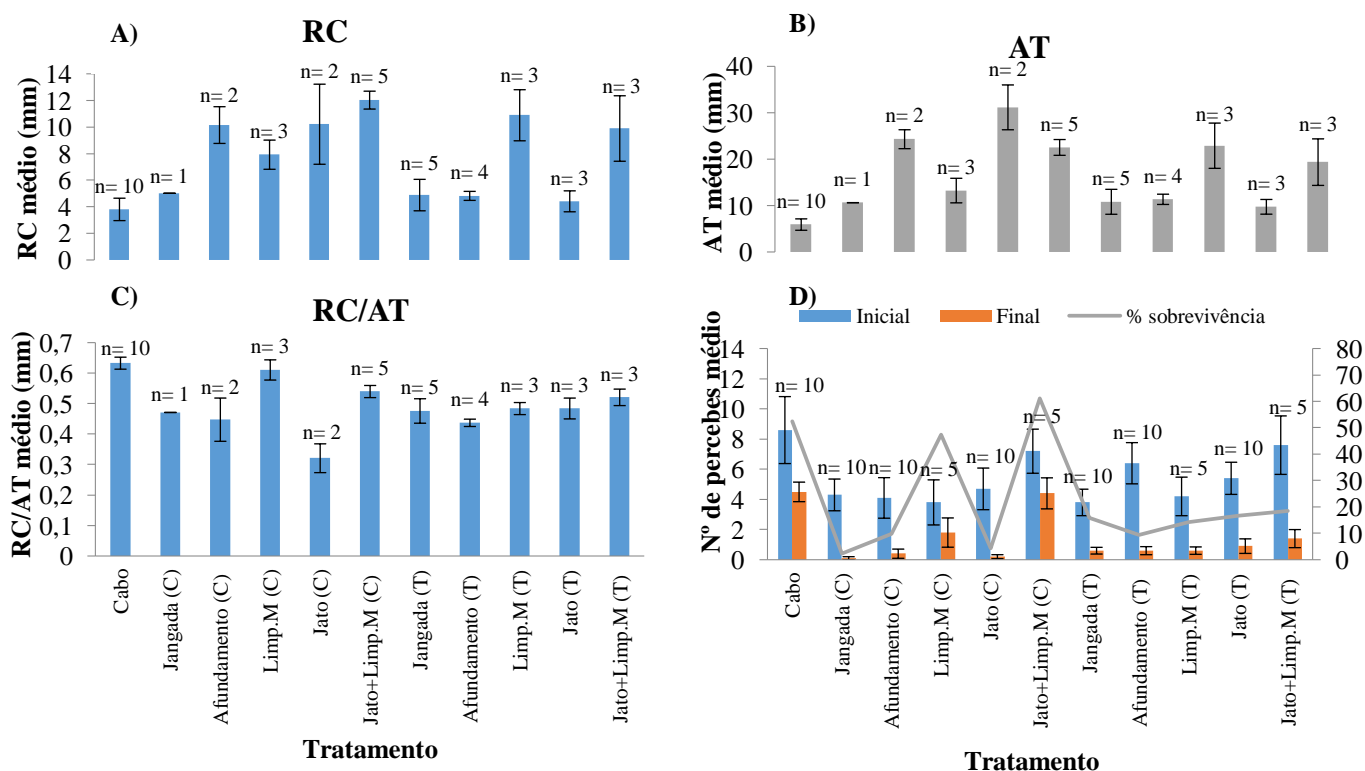 A)
RC
RC médio (mm)
14
12
10
8
6
4
2
0
n= 10
n= 1
n= 2
n= 3
n= 2
n= 5
n= 5
n= 4
n= 3
n= 3
n= 3
B)
AT
AT médio (mm)
40
30
20
10
0
n= 10
n= 1
n= 2
n= 3
n= 2
n= 5
n= 5
n= 4
n= 3
n= 3
n= 3
C)
RC/AT
RC/AT médio (mm)
0,7
0,6
0,5
0,4
0,3
0,2
0,1
0
n= 10
n= 1
n= 2
n= 3
n= 2
n= 5
n= 5
n= 4
n= 3
n= 3
n= 3
Cabo
Jangada (C)
Afundamento (C)
Limp.M (C)
Jato (C)
Jato+Limp.M (C)
Jangada (T)
Afundamento (T)
Limp.M (T)
Jato (T)
Jato+Limp.M (T)
Tratamento
D)
Inicial
Final
% sobrevivência
Nº de percebes médio
14
12
10
8
6
4
2
0
80
70
60
50
40
30
20
10
0
n= 10
n= 10
n= 10
n= 5
n= 10
n= 5
n= 10
n= 10
n= 5
n= 10
n= 5
Cabo
Jangada (C)
Afundamento (C)
Limp.M (C)
Jato (C)
Jato+Limp.M (C)
Jangada (T)
Afundamento (T)
Limp.M (T)
Jato (T)
Jato+Limp.M (T)
Tratamento